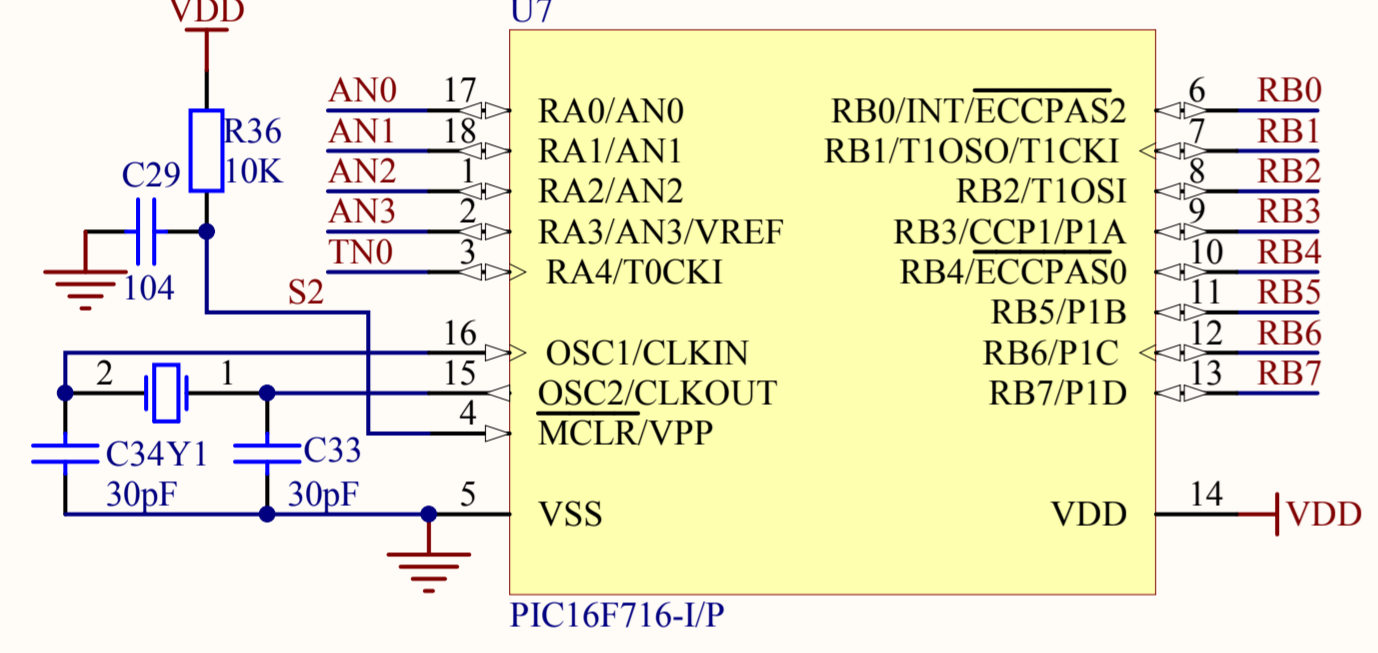 VDD
U7
R36
10K
C29
104
S2
AN0 17 RA0/AN0
AN1 18 RA1/AN1
AN2 1 RA2/AN2
AN3 2 RA3/AN3/VREF
TN0 3 RA4/T0CKI
16 OSC1/CLKIN
15 OSC2/CLKOUT
4 MCLR/VPP
5 VSS
RB0/INT/ECCPAS2 6 RB0
RB1/T1OSO/T1CKI 7 RB1
RB2/T1OSI 8 RB2
RB3/CCP1/P1A 9 RB3
RB4/ECCPAS0 10 RB4
RB5/P1B 11 RB5
RB6/P1C 12 RB6
RB7/P1D 13 RB7
VDD 14 VDD
2 1
C34Y1 C33
30pF 30pF
PIC16F716-I/P